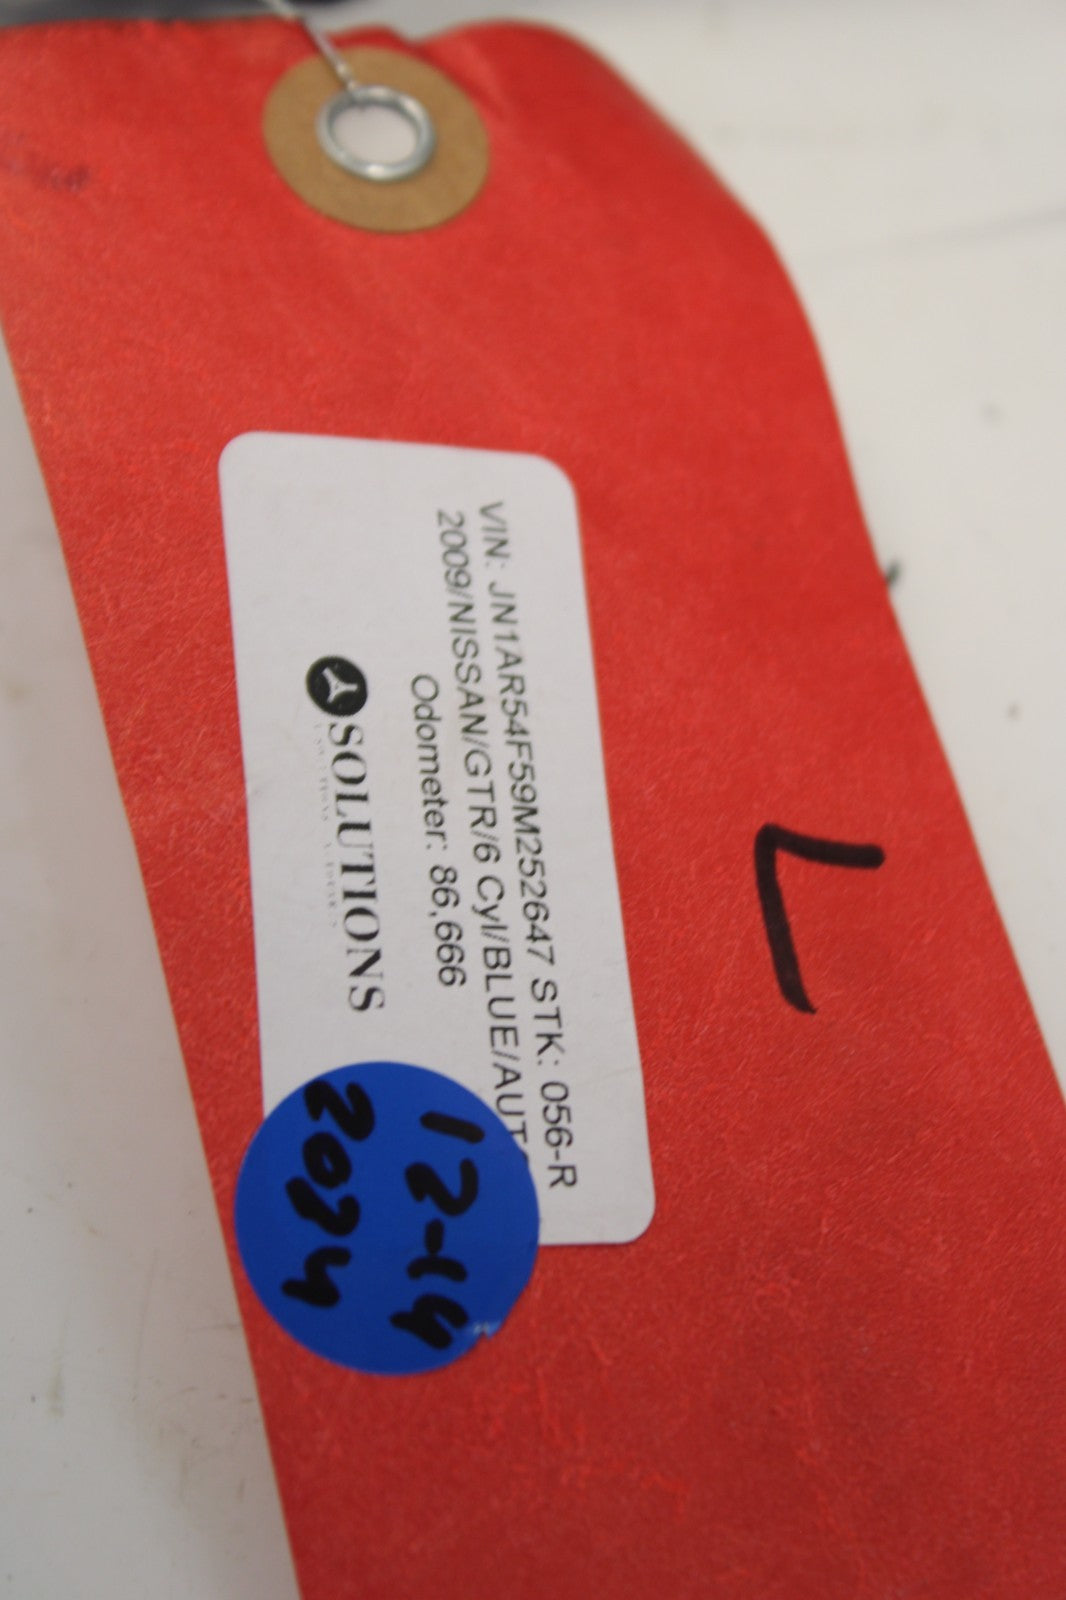 VIN: JN1AR54F59M252647 STK: 056-R
2009/NISSAN/GTR/6 Cyl/BLUE/AUTO
Odometer: 86,666
SOLUTIONS
12-14
2024
L